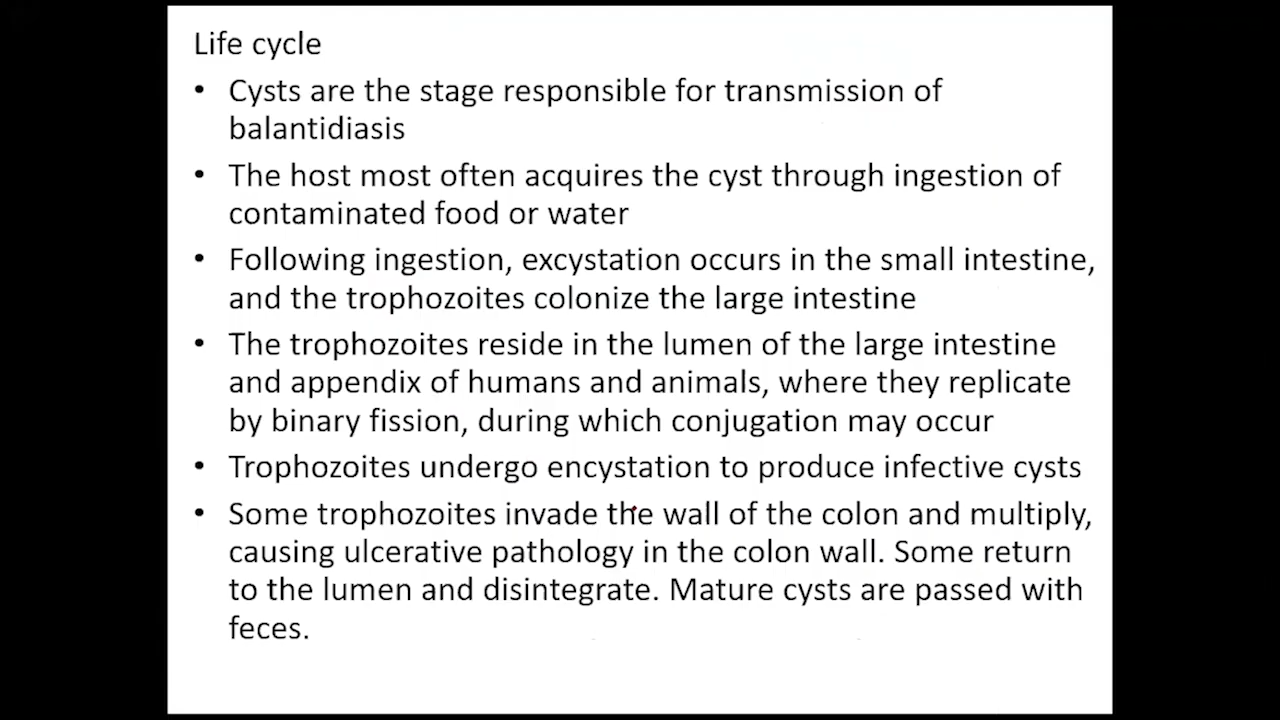 Life cycle
• Cysts are the stage responsible for transmission of
balantidiasis
• The host most often acquires the cyst through ingestion of
contaminated food or water
• Following ingestion, excystation occurs in the small intestine,
and the trophozoites colonize the large intestine
• The trophozoites reside in the lumen of the large intestine
and appendix of humans and animals, where they replicate
by binary fission, during which conjugation may occur
• Trophozoites undergo encystation to produce infective cysts
• Some trophozoites invade the wall of the colon and multiply,
causing ulcerative pathology in the colon wall. Some return
to the lumen and disintegrate. Mature cysts are passed with
feces.